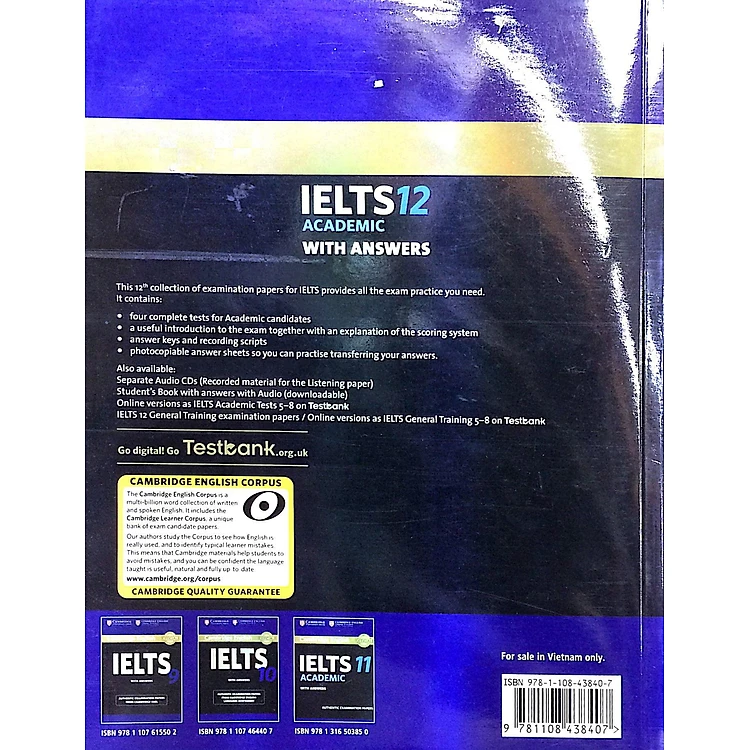 IELTS 12
ACADEMIC
WITH ANSWERS
This 12th collection of examination papers for IELTS provides all the exam practice you need.
It contains:
• four complete tests for Academic candidates
• a useful introduction to the exam together with an explanation of the scoring system
• answer keys and recording scripts
• photocopiable answer sheets so you can practise transferring your answers.
Also available:
Separate Audio CDs (Recorded material for the Listening paper)
Student's Book with answers with Audio (downloadable)
Online versions as IELTS Academic Tests 5–8 on Testbank
IELTS 12 General Training examination papers / Online versions as IELTS General Training 5–8 on Testbank
Go digital! Go Testbank.org.uk
CAMBRIDGE ENGLISH CORPUS
The Cambridge English Corpus is a
multi-billion word collection of written
and spoken English. It includes the
Cambridge Learner Corpus, a unique
bank of exam candidate papers.
Our authors study the Corpus to see how English is
really used, and to identify typical learner mistakes.
This means that Cambridge materials help students to
avoid mistakes, and you can be confident the language
taught is useful, natural and fully up-to-date.
www.cambridge.org/corpus
CAMBRIDGE QUALITY GUARANTEE
IELTS 9
WITH ANSWERS
ISBN 978 1 107 61550 2
IELTS 10
WITH ANSWERS
ISBN 978 1 107 46440 7
IELTS 11
ACADEMIC
WITH ANSWERS
AUTHENTIC EXAMINATION PAPERS
ISBN 978 1 316 50385 0
For sale in Vietnam only.
ISBN 978-1-108-43840-7
9 781108 438407 >